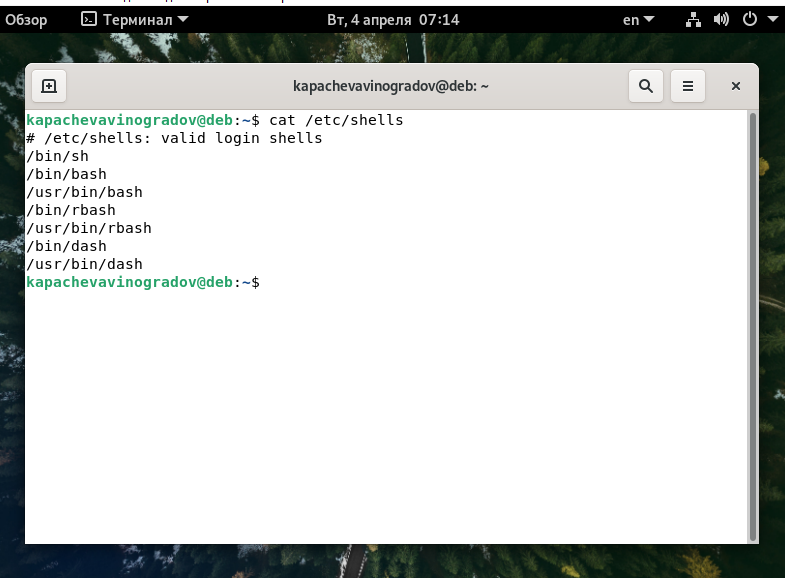 Обзор Терминал Вт, 4 апреля 07:14 en
kapachevavinogradov@deb: ~
kapachevavinogradov@deb:~$ cat /etc/shells
# /etc/shells: valid login shells
/bin/sh
/bin/bash
/usr/bin/bash
/bin/rbash
/usr/bin/rbash
/bin/dash
/usr/bin/dash
kapachevavinogradov@deb:~$